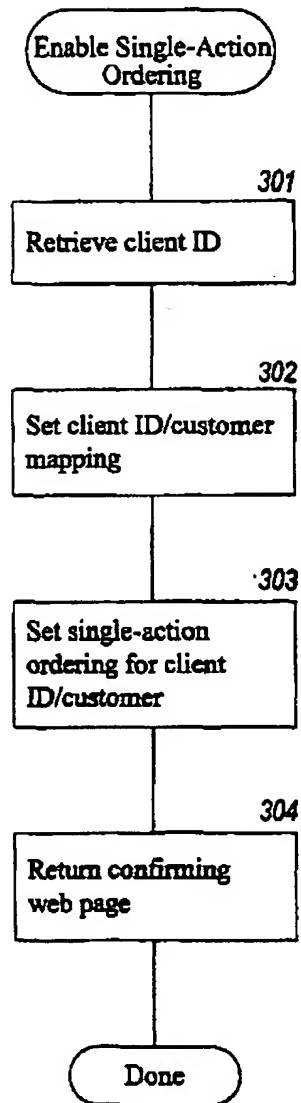 Enable Single-Action
Ordering
301
Retrieve client ID
302
Set client ID/customer
mapping
303
Set single-action
ordering for client
ID/customer
304
Return confirming
web page
Done